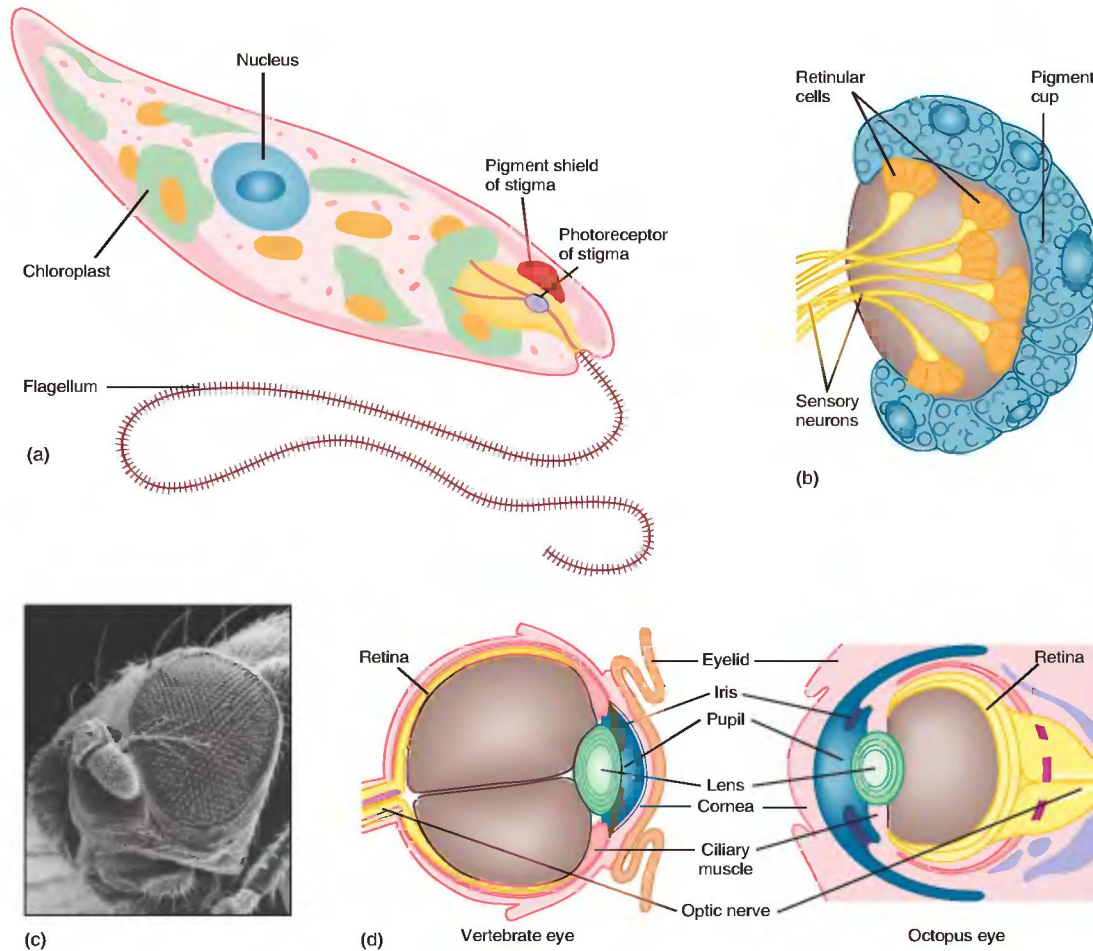 Nucleus
Pigment shield
of stigma
Photoreceptor
of stigma
Chloroplast
Flagellum
(a)
Retinular
cells
Pigment
cup
Sensory
neurons
(b)
(c)
Retina
Eyelid
Iris
Pupil
Lens
Cornea
Ciliary
muscle
Optic nerve
Retina
(d)
Vertebrate eye
Octopus eye